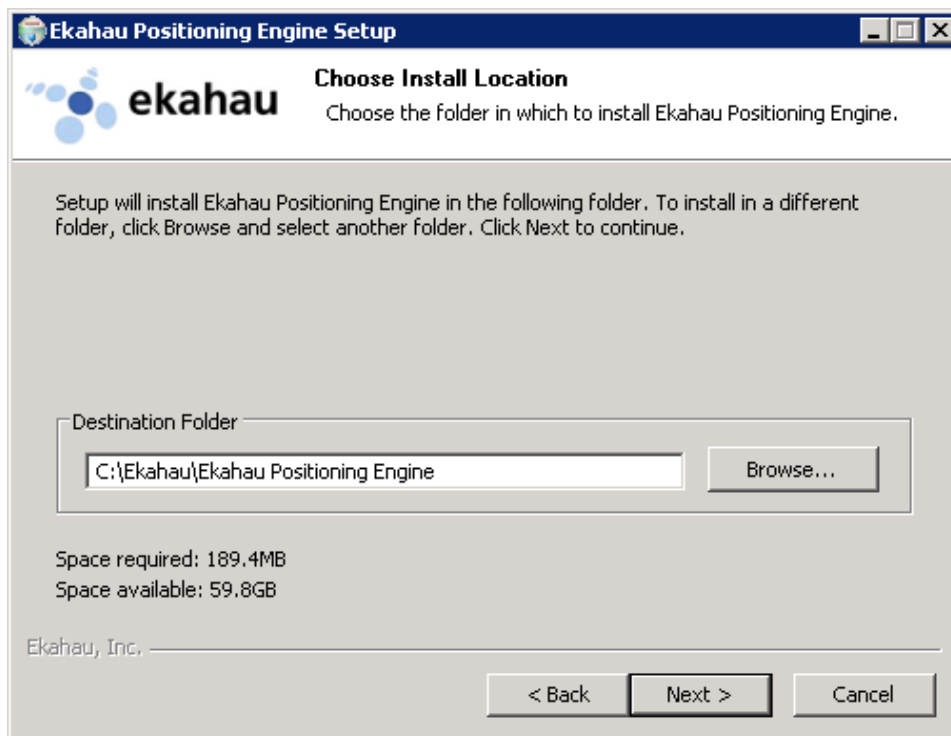 Ekahau Positioning Engine Setup
ekahau
Choose Install Location
Choose the folder in which to install Ekahau Positioning Engine.
Setup will install Ekahau Positioning Engine in the following folder. To install in a different
folder, click Browse and select another folder. Click Next to continue.
Destination Folder
C:\Ekahau\Ekahau Positioning Engine
Browse...
Space required: 189.4MB
Space available: 59.8GB
Ekahau, Inc.
< Back
Next >
Cancel